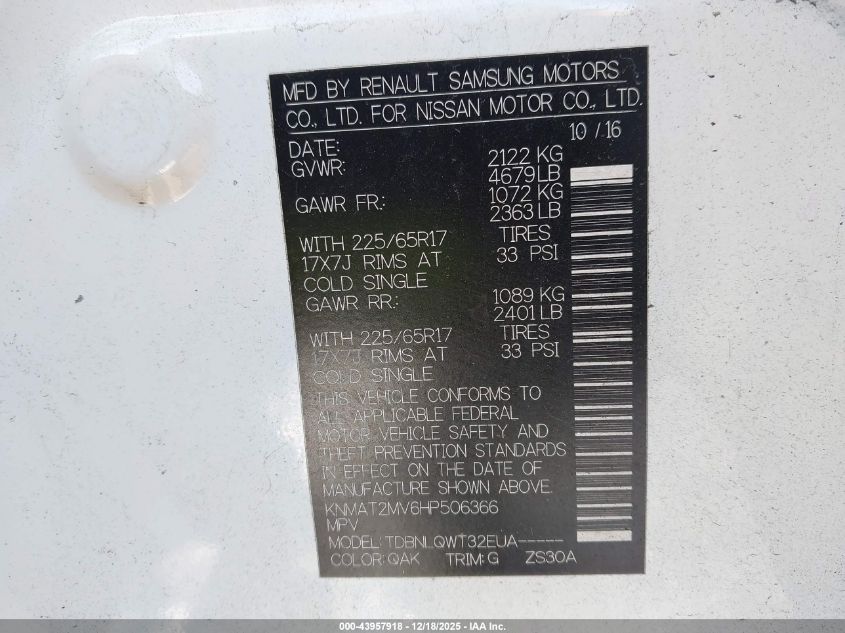 MFD BY RENAULT SAMSUNG MOTORS
CO., LTD. FOR NISSAN MOTOR CO., LTD.
10 / 16
DATE:
GVWR: 2122 KG
4679 LB
GAWR FR.: 1072 KG
2363 LB
WITH 225/65R17 TIRES
17X7J RIMS AT 33 PSI
COLD SINGLE
GAWR RR.: 1089 KG
2401 LB
WITH 225/65R17 TIRES
17X7J RIMS AT 33 PSI
COLD SINGLE
THIS VEHICLE CONFORMS TO
ALL APPLICABLE FEDERAL
MOTOR VEHICLE SAFETY AND
THEFT PREVENTION STANDARDS
IN EFFECT ON THE DATE OF
MANUFACTURE SHOWN ABOVE.
KNMAT2MV6HP506366
MPV
MODEL: TDBNLQWT32EUA-----
COLOR: QAK TRIM: G ZS30A
000-43957918 - 12/18/2025 - IAA Inc.